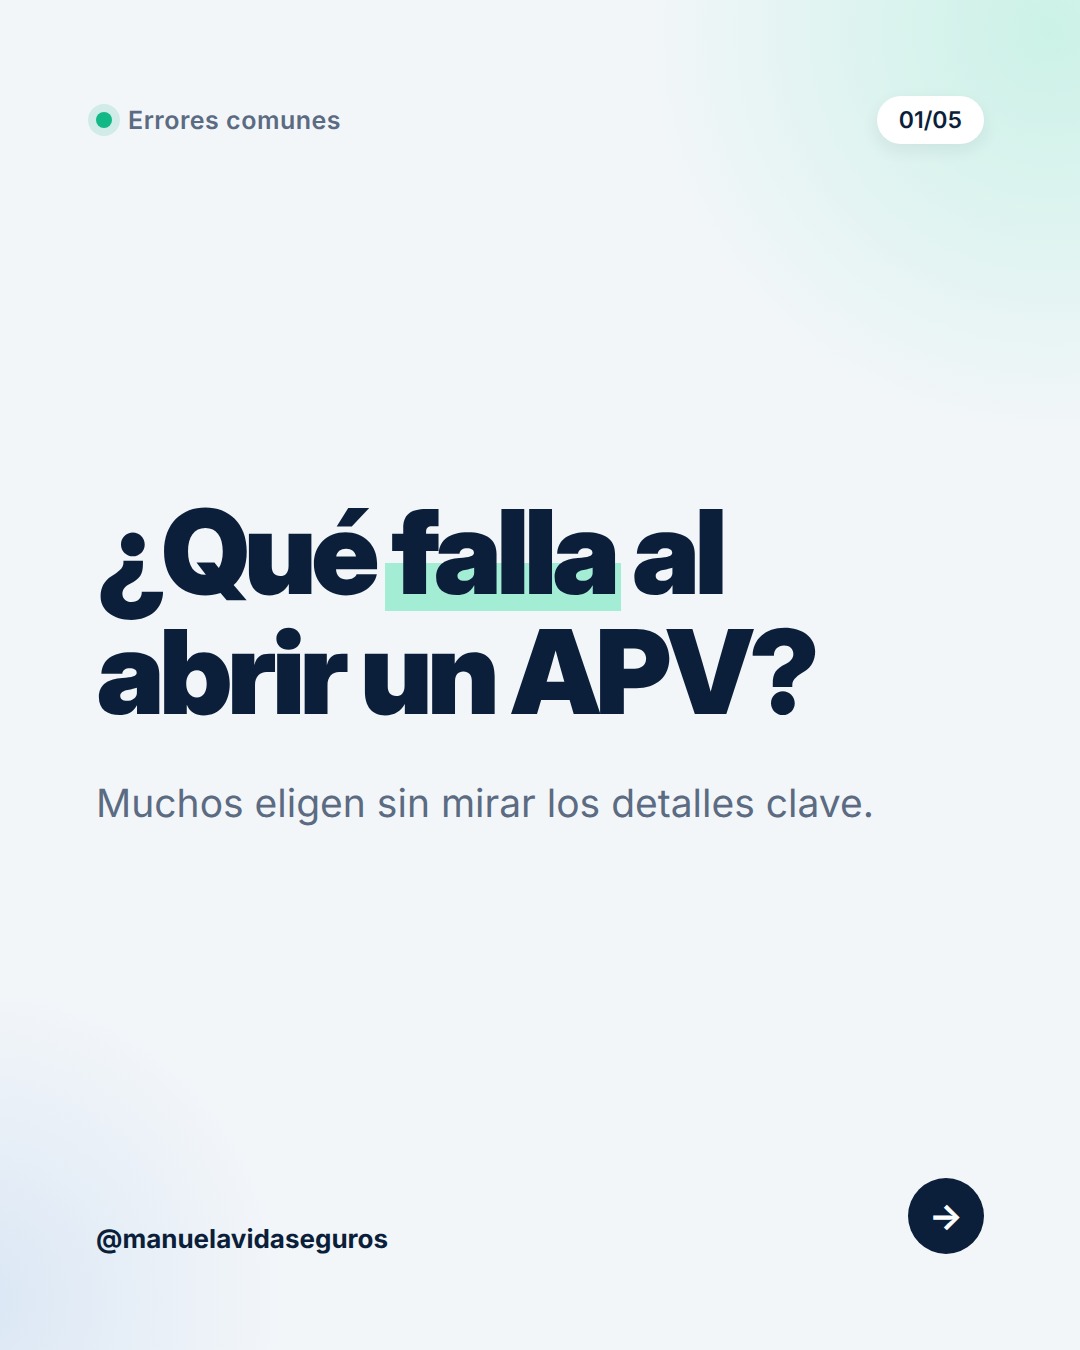 Errores comunes
01/05
¿Qué falla al
abrir un APV?
Muchos eligen sin mirar los detalles clave.
@manuelavidaseguros
→